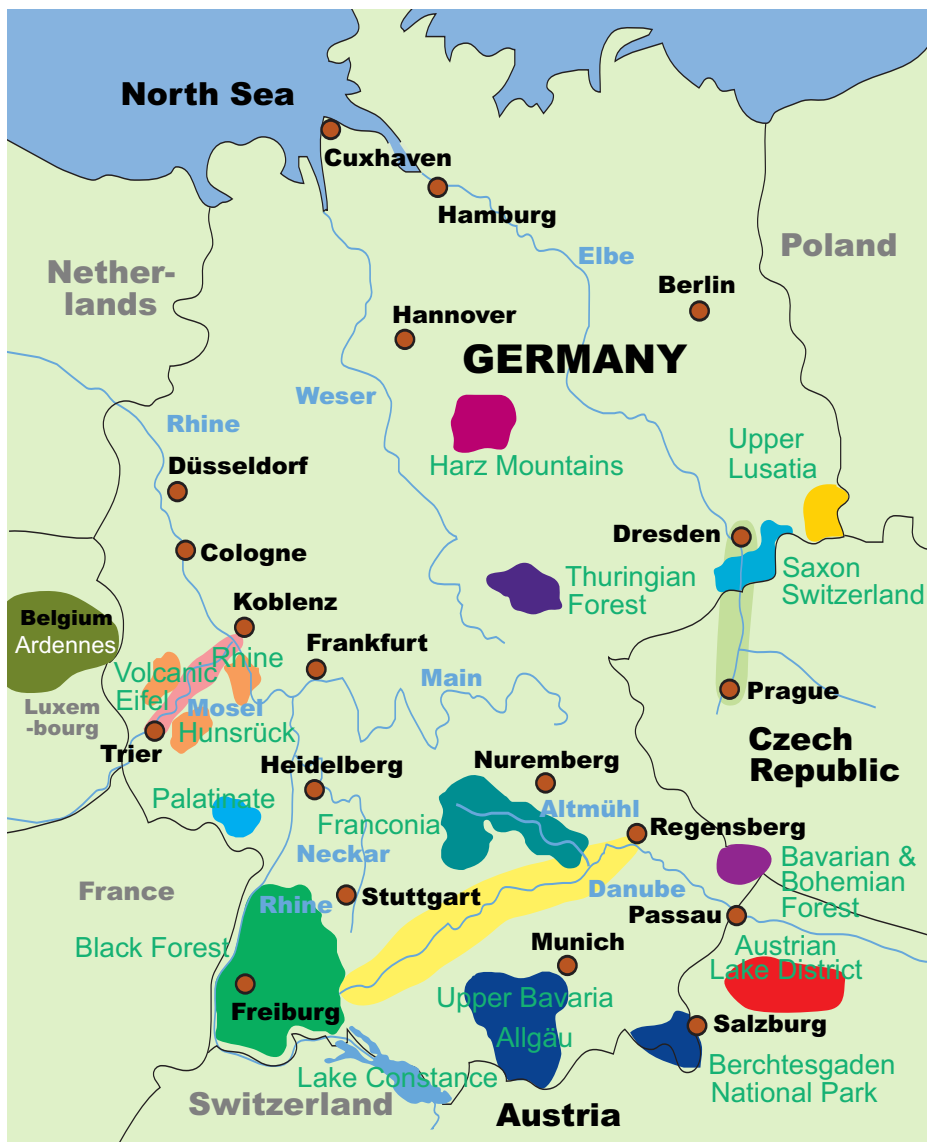 North Sea
Cuxhaven
Hamburg
Poland
Elbe
Nether-
lands
Berlin
Hannover
GERMANY
Weser
Rhine
Upper
Lusatia
Harz Mountains
Düsseldorf
Dresden
Cologne
Thuringian
Forest
Saxon
Switzerland
Koblenz
Belgium
Ardennes
Frankfurt
Rhine
Volcanic
Eifel
Main
Prague
Luxem
-bourg
Mosel
Hunsrück
Trier
Czech
Republic
Heidelberg
Nuremberg
Palatinate
Altmühl
Franconia
Regensberg
Neckar
Bavarian &
Bohemian
Forest
France
Rhine
Stuttgart
Danube
Passau
Black Forest
Munich
Austrian
Lake District
Upper Bavaria
Freiburg
Allgäu
Salzburg
Lake Constance
Berchtesgaden
National Park
Switzerland
Austria